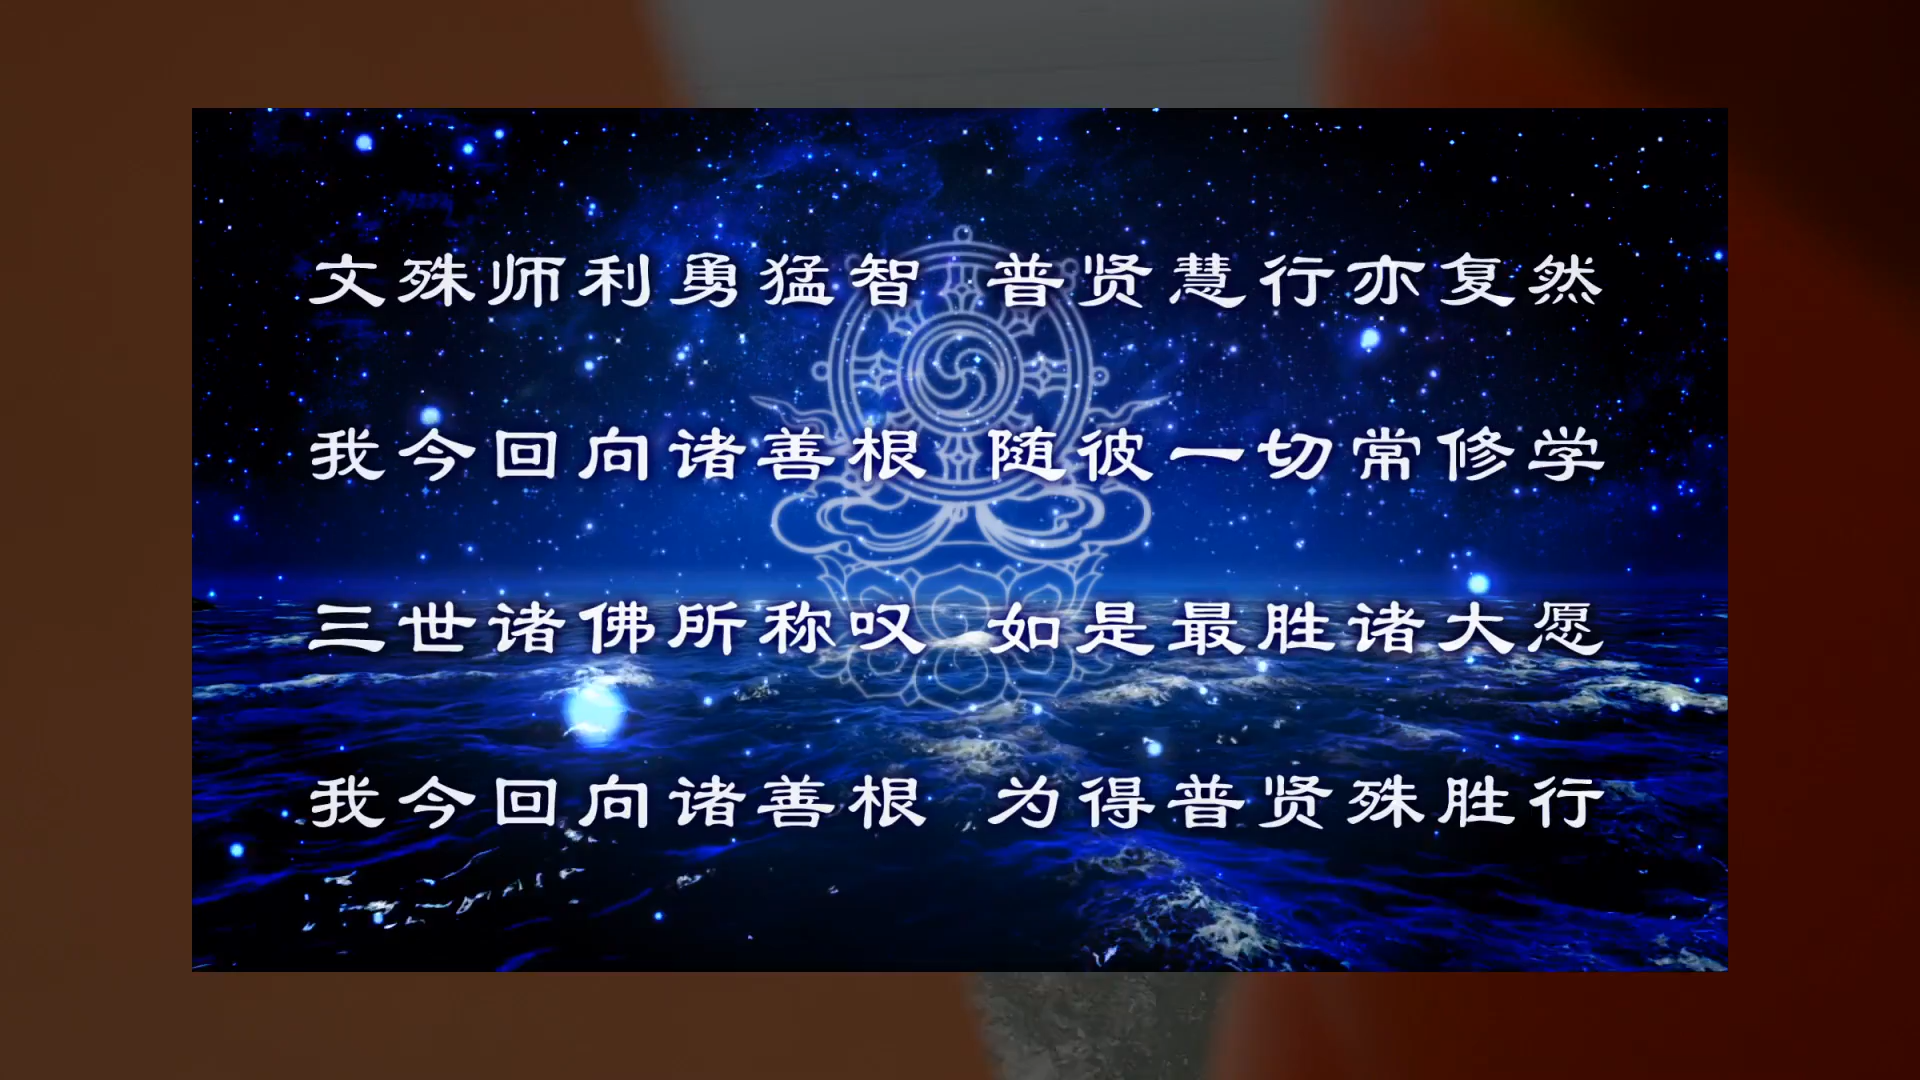 文殊师利勇猛智 普贤慧行亦复然
我今回向诸善根 随彼一切常修学
三世诸佛所称叹 如是最胜诸大愿
我今回向诸善根 为得普贤殊胜行